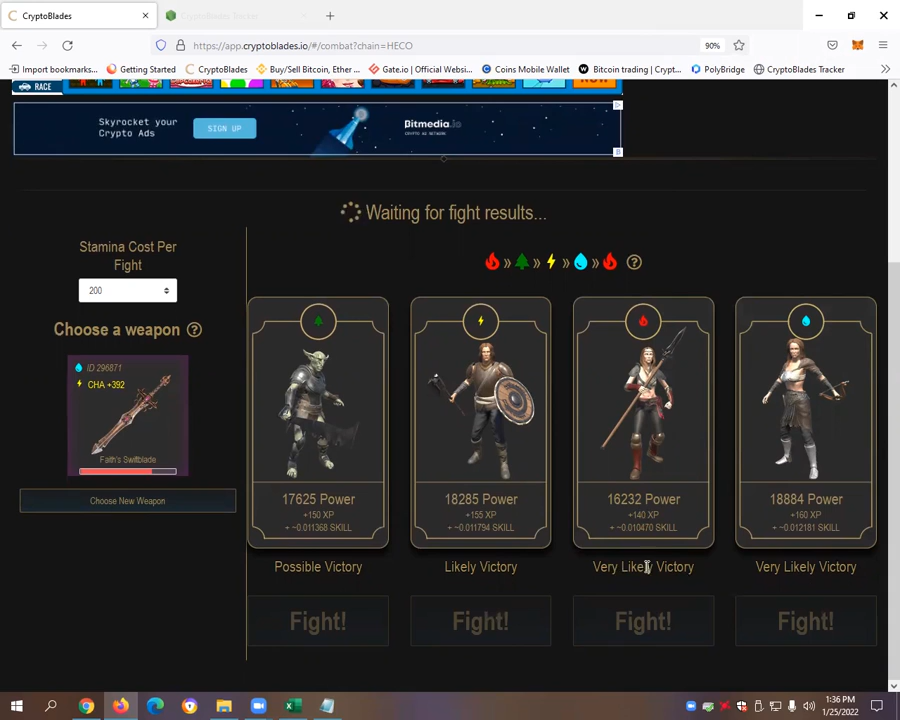 CryptoBlades
CryptoBlades Tracker
https://app.cryptoblades.io/#/combat?chain=HECO
90%
Import bookmarks...
Getting Started
CryptoBlades
Buy/Sell Bitcoin, Ether ...
Gate.io | Official Websi...
Coins Mobile Wallet
Bitcoin trading | Crypt...
PolyBridge
CryptoBlades Tracker
RACE
Skyrocket your
Crypto Ads
SIGN UP
Bitmedia.io
Waiting for fight results...
Stamina Cost Per
Fight
200
Choose a weapon
ID 296871
CHA +392
Faith's Swiftblade
Choose New Weapon
» » » »
17625 Power
+150 XP
+ ~0.011368 SKILL
Possible Victory
Fight!
18285 Power
+155 XP
+ ~0.011794 SKILL
Likely Victory
Fight!
16232 Power
+140 XP
+ ~0.010470 SKILL
Very Likely Victory
Fight!
18884 Power
+160 XP
+ ~0.012181 SKILL
Very Likely Victory
Fight!
1:36 PM
1/25/2022